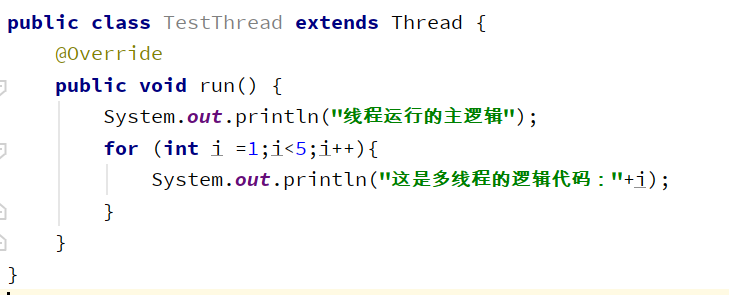 public class TestThread extends Thread {
@Override
public void run() {
System.out.println("线程运行的主逻辑");
for (int i =1;i<5;i++){
System.out.println("这是多线程的逻辑代码："+i);
}
}
}